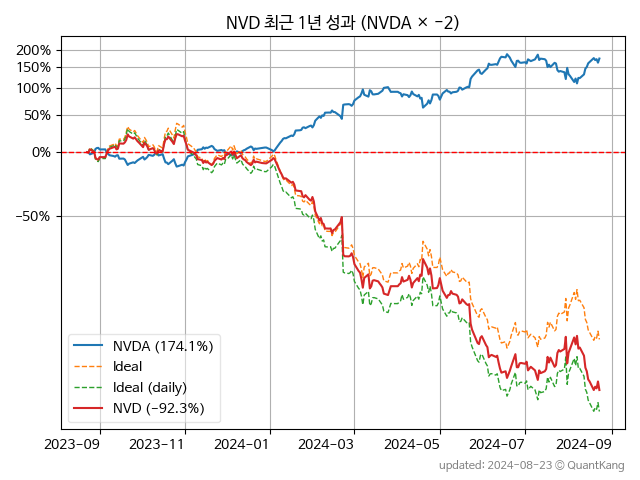 NVD 최근 1년 성과 (NVDA × −2)
200%
150%
100%
50%
0%
−50%
NVDA (174.1%)
Ideal
Ideal (daily)
NVD (−92.3%)
2023-09 2023-11 2024-01 2024-03 2024-05 2024-07 2024-09
updated: 2024-08-23 © QuantKang